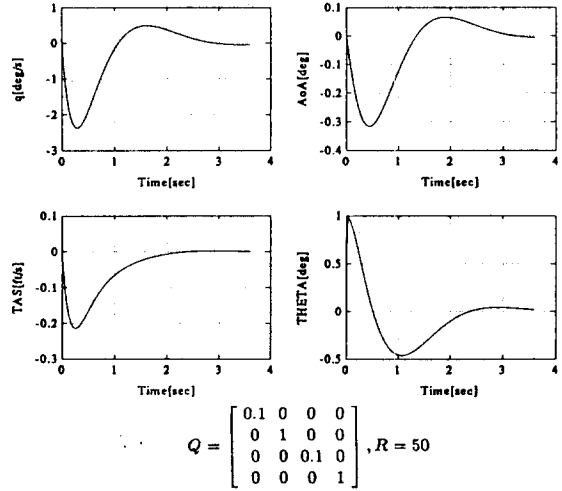 q[deg/s]
1
0
-1
-2
-3
0 1 2 3 4
Time[sec]
AoA[deg]
0.1
0
-0.1
-0.2
-0.3
-0.4
0 1 2 3 4
Time[sec]
TAS[ft/s]
0.1
0
-0.1
-0.2
-0.3
0 1 2 3 4
Time[sec]
THETA[deg]
1
0.5
0
-0.5
0 1 2 3 4
Time[sec]
Q = [ 0.1 0 0 0
0 1 0 0
0 0 0.1 0
0 0 0 1 ] , R = 50